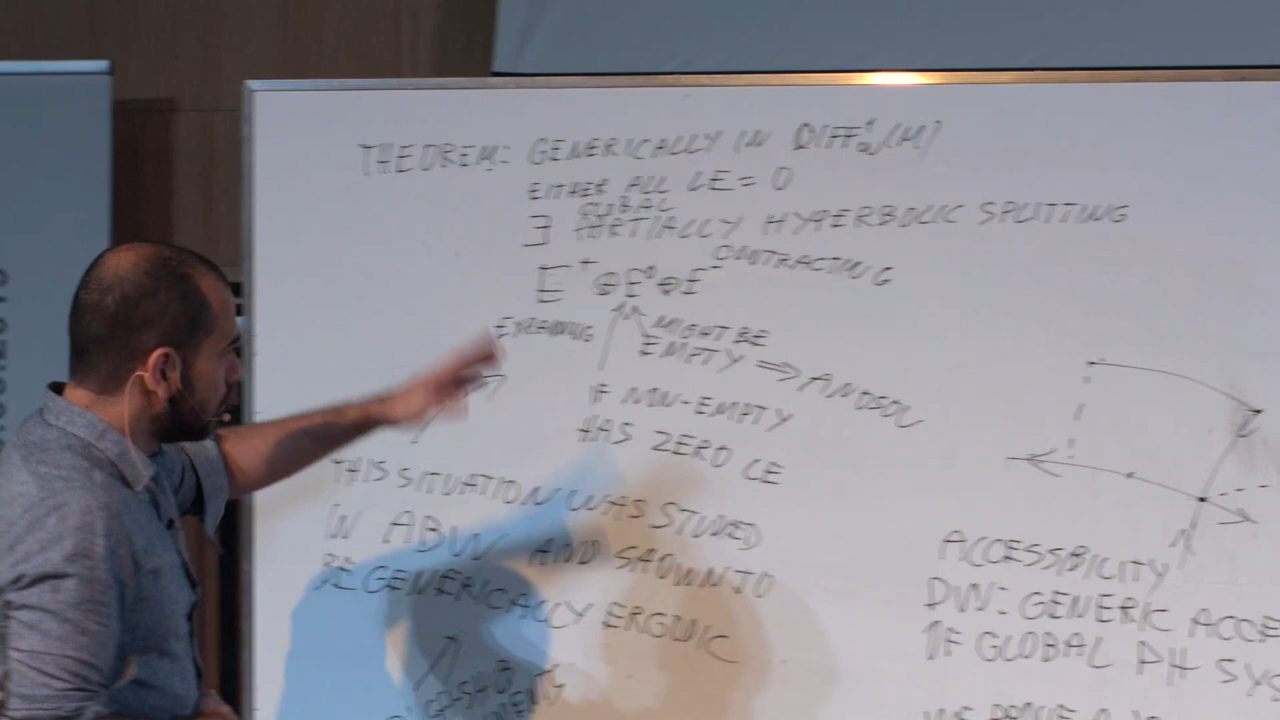 THEOREM: GENERICALLY IN DIFF¹ω(M)
EITHER ALL LE = 0
GLOBAL
∃ PARTIALLY HYPERBOLIC SPLITTING
CONTRACTING
E⁺ ⊕ E⁰ ⊕ E⁻
EXPANDING
MIGHT BE
EMPTY ⇒ ANOSOV
IF NON-EMPTY
HAS ZERO LE
THIS SITUATION WAS STUDIED
IN ABW AND SHOWN TO
BE GENERICALLY ERGODIC
ACCESSIBILITY
DW: GENERIC ACCE
OF GLOBAL PH SYS